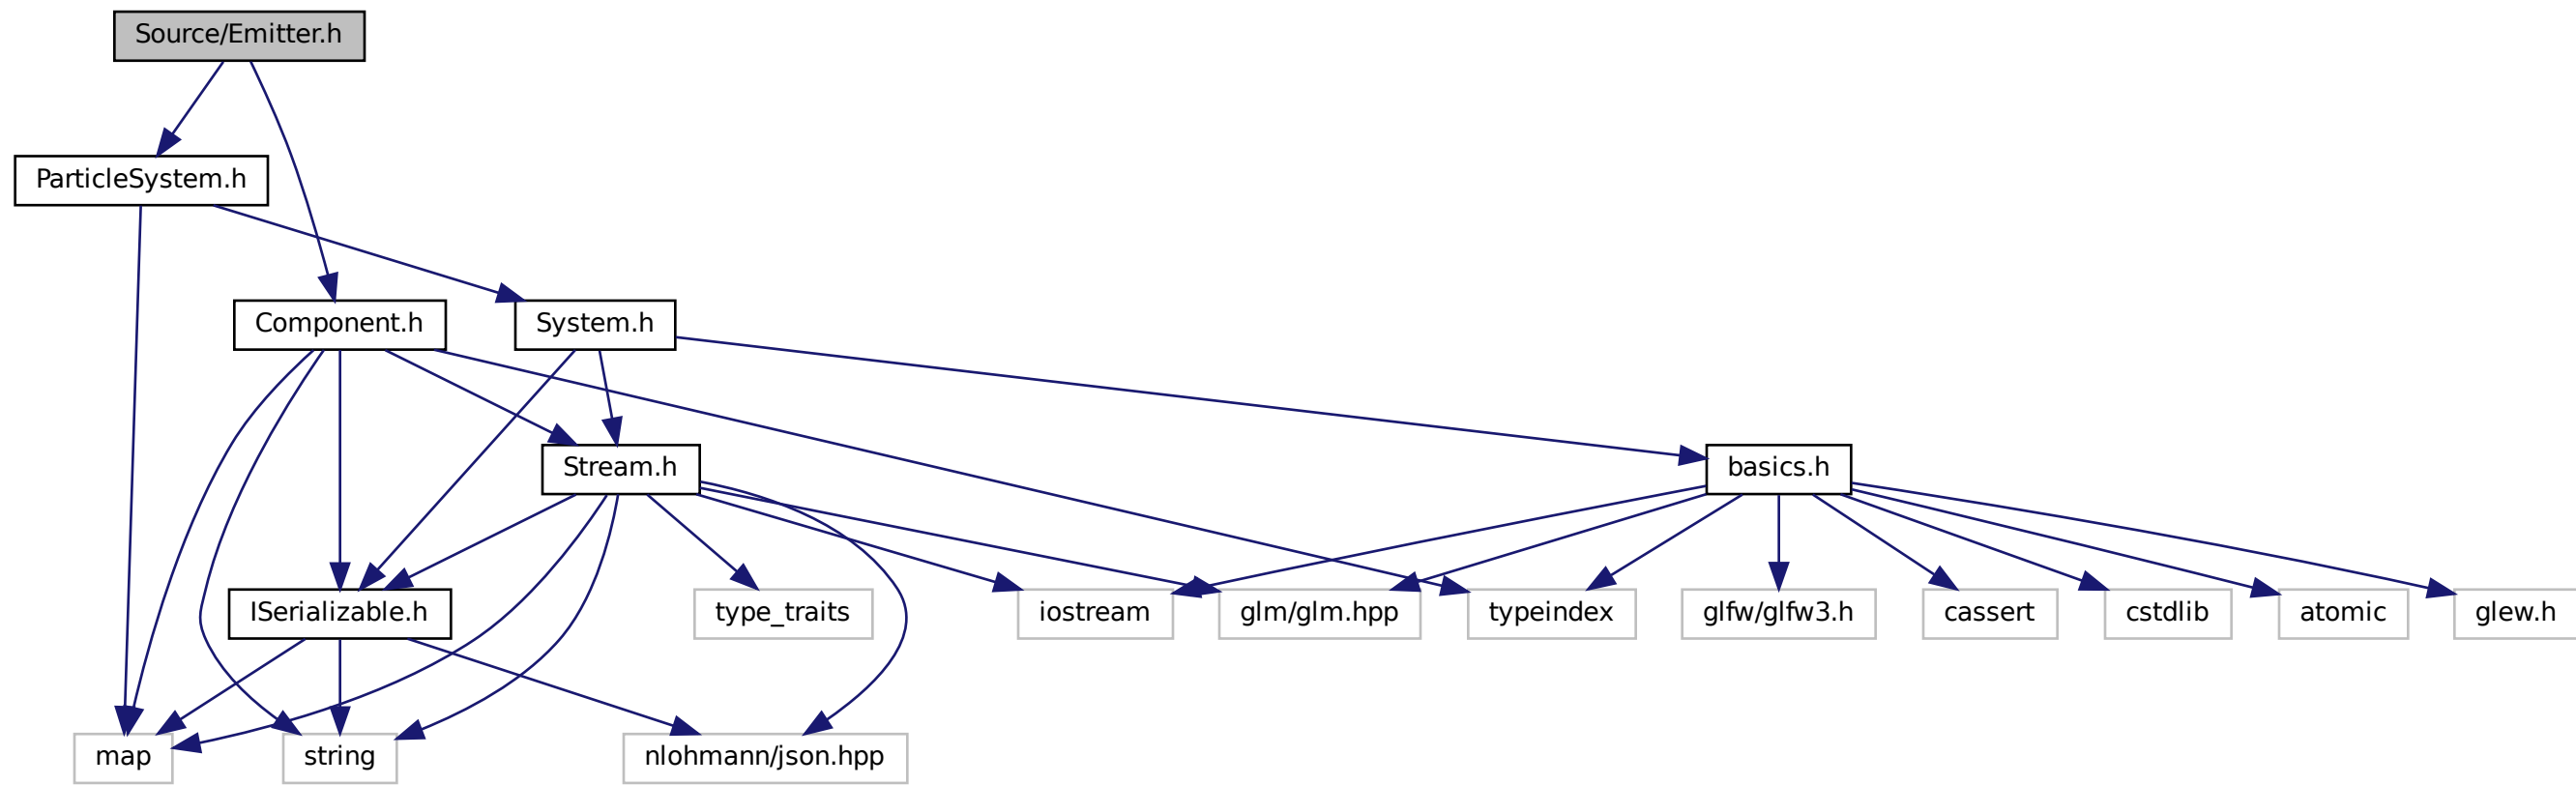 Source/Emitter.h
ParticleSystem.h
Component.h
System.h
Stream.h
basics.h
ISerializable.h
type_traits
iostream
glm/glm.hpp
typeindex
glfw/glfw3.h
cassert
cstdlib
atomic
glew.h
map
string
nlohmann/json.hpp